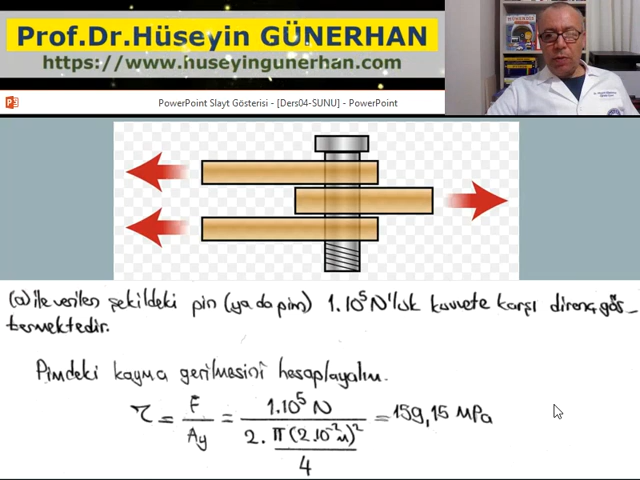 Prof.Dr.Hüseyin GÜNERHAN
https://www.huseyingunerhan.com
PowerPoint Slayt Gösterisi - [Ders04-SUNU] - PowerPoint
(a) ile verilen şekildeki pin (ya da pim) 1.10⁵ N'luk kuvvete karşı direnç gös-
termektedir.
Pimdeki kayma gerilmesini hesaplayalım.
τ = F / Ay = 1.10⁵ N / (2. π(2.10⁻²m)² / 4) = 159,15 MPa